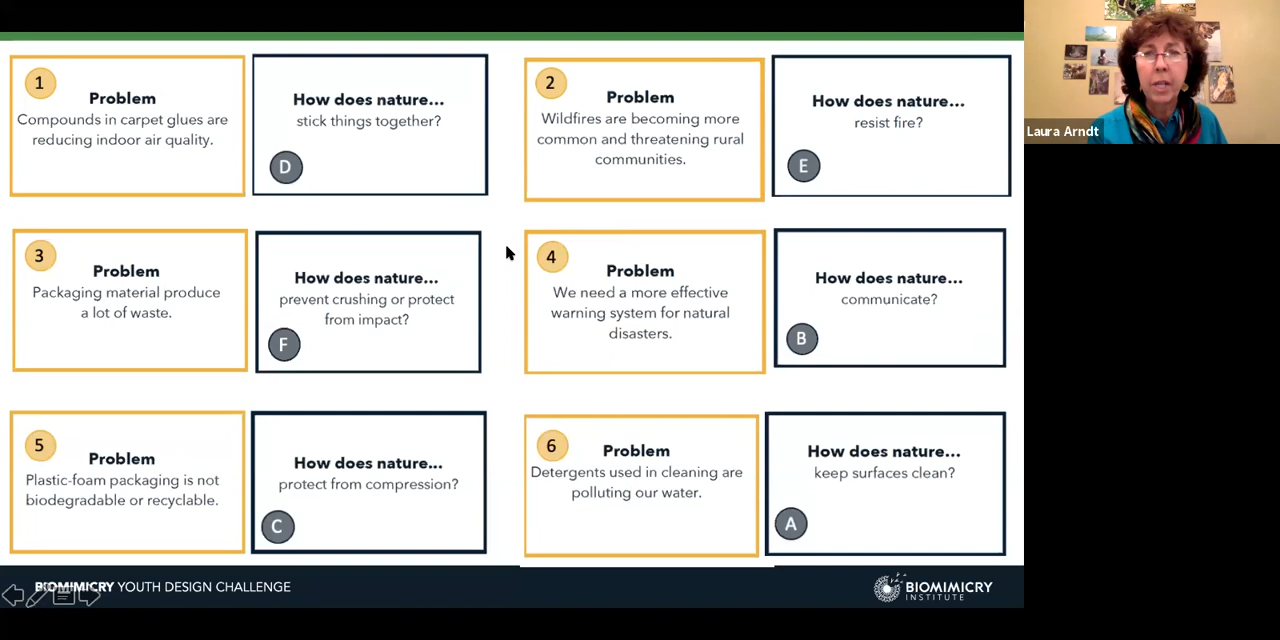 1
Problem
Compounds in carpet glues are
reducing indoor air quality.
How does nature...
stick things together?
D
2
Problem
Wildfires are becoming more
common and threatening rural
communities.
How does nature...
resist fire?
E
Laura Arndt
3
Problem
Packaging material produce
a lot of waste.
How does nature...
prevent crushing or protect
from impact?
F
4
Problem
We need a more effective
warning system for natural
disasters.
How does nature...
communicate?
B
5
Problem
Plastic-foam packaging is not
biodegradable or recyclable.
How does nature...
protect from compression?
C
6
Problem
Detergents used in cleaning are
polluting our water.
How does nature...
keep surfaces clean?
A
BIOMIMICRY YOUTH DESIGN CHALLENGE
BIOMIMICRY
INSTITUTE